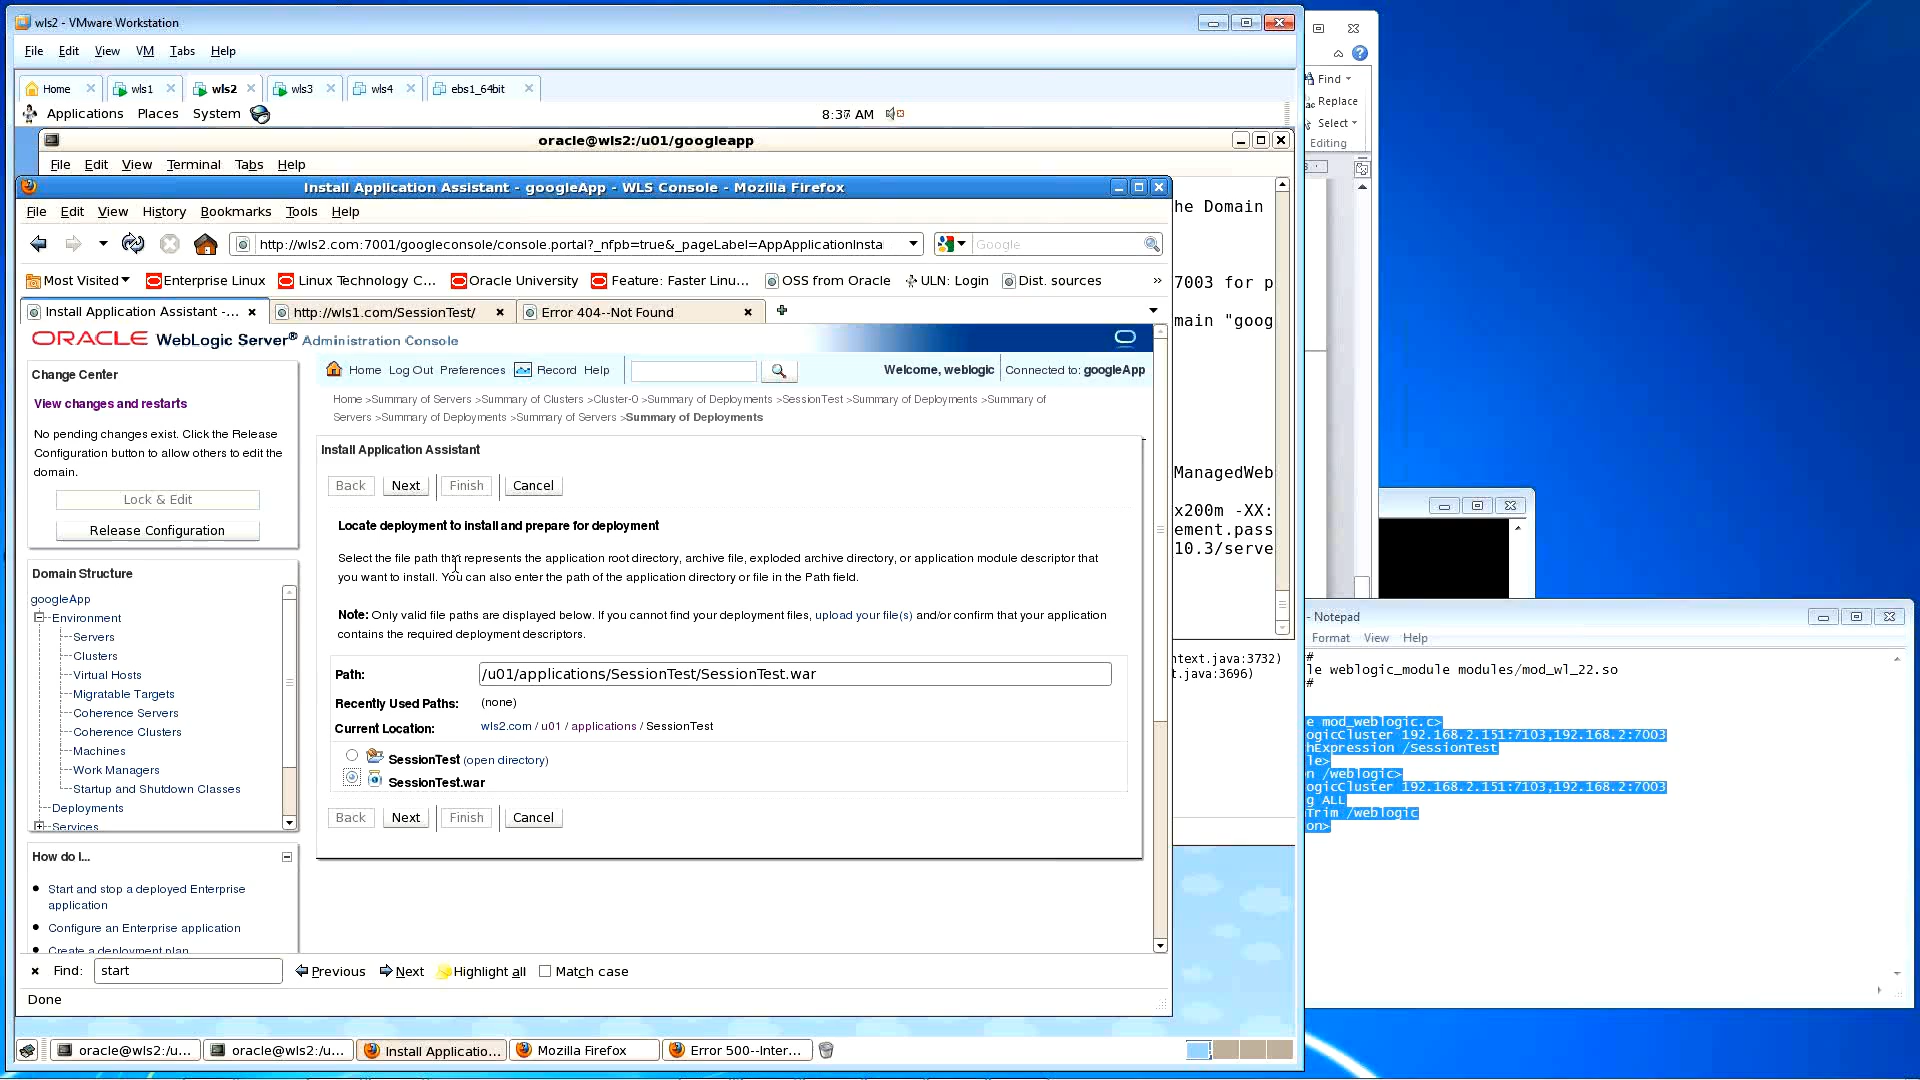 wls2 - VMware Workstation
File Edit View VM Tabs Help
Home wls1 wls2 wls3 wls4 ebs1_64bit
Applications Places System 8:37 AM
oracle@wls2:/u01/googleapp
File Edit View Terminal Tabs Help
Install Application Assistant - googleApp - WLS Console - Mozilla Firefox
File Edit View History Bookmarks Tools Help
http://wls2.com:7001/googleconsole/console.portal?_nfpb=true&_pageLabel=AppApplicationInsta
Google
Most Visited Enterprise Linux Linux Technology C... Oracle University Feature: Faster Linu... OSS from Oracle ULN: Login Dist. sources »
Install Application Assistant -... http://wls1.com/SessionTest/ Error 404--Not Found
ORACLE WebLogic Server® Administration Console
Change Center
View changes and restarts
No pending changes exist. Click the Release
Configuration button to allow others to edit the
domain.
Lock & Edit
Release Configuration
Domain Structure
googleApp
Environment
Servers
Clusters
Virtual Hosts
Migratable Targets
Coherence Servers
Coherence Clusters
Machines
Work Managers
Startup and Shutdown Classes
Deployments
Services
How do I...
Start and stop a deployed Enterprise
application
Configure an Enterprise application
Create a deployment plan
Home Log Out Preferences Record Help
Welcome, weblogic Connected to: googleApp
Home >Summary of Servers >Summary of Clusters >Cluster-0 >Summary of Deployments >SessionTest >Summary of Deployments >Summary of
Servers >Summary of Deployments >Summary of Servers >Summary of Deployments
Install Application Assistant
Back Next Finish Cancel
Locate deployment to install and prepare for deployment
Select the file path that represents the application root directory, archive file, exploded archive directory, or application module descriptor that
you want to install. You can also enter the path of the application directory or file in the Path field.
Note: Only valid file paths are displayed below. If you cannot find your deployment files, upload your file(s) and/or confirm that your application
contains the required deployment descriptors.
Path: /u01/applications/SessionTest/SessionTest.war
Recently Used Paths: (none)
Current Location: wls2.com / u01 / applications / SessionTest
SessionTest (open directory)
SessionTest.war
Back Next Finish Cancel
Find: start Previous Next Highlight all Match case
Done
oracle@wls2:/u... oracle@wls2:/u... Install Applicatio... Mozilla Firefox Error 500--Inter...
he Domain
7003 for p
main "goog
ManagedWeb
x200m -XX:
ement.pass
10.3/serve
ntext.java:3732)
t.java:3696)
Find
Replace
Select
Editing
- Notepad
Format View Help
#
le weblogic_module modules/mod_wl_22.so
#
e mod_weblogic.c>
ogicCluster 192.168.2.151:7103,192.168.2:7003
hExpression /SessionTest
le>
n /weblogic>
ogicCluster 192.168.2.151:7103,192.168.2:7003
g ALL
Trim /weblogic
on>